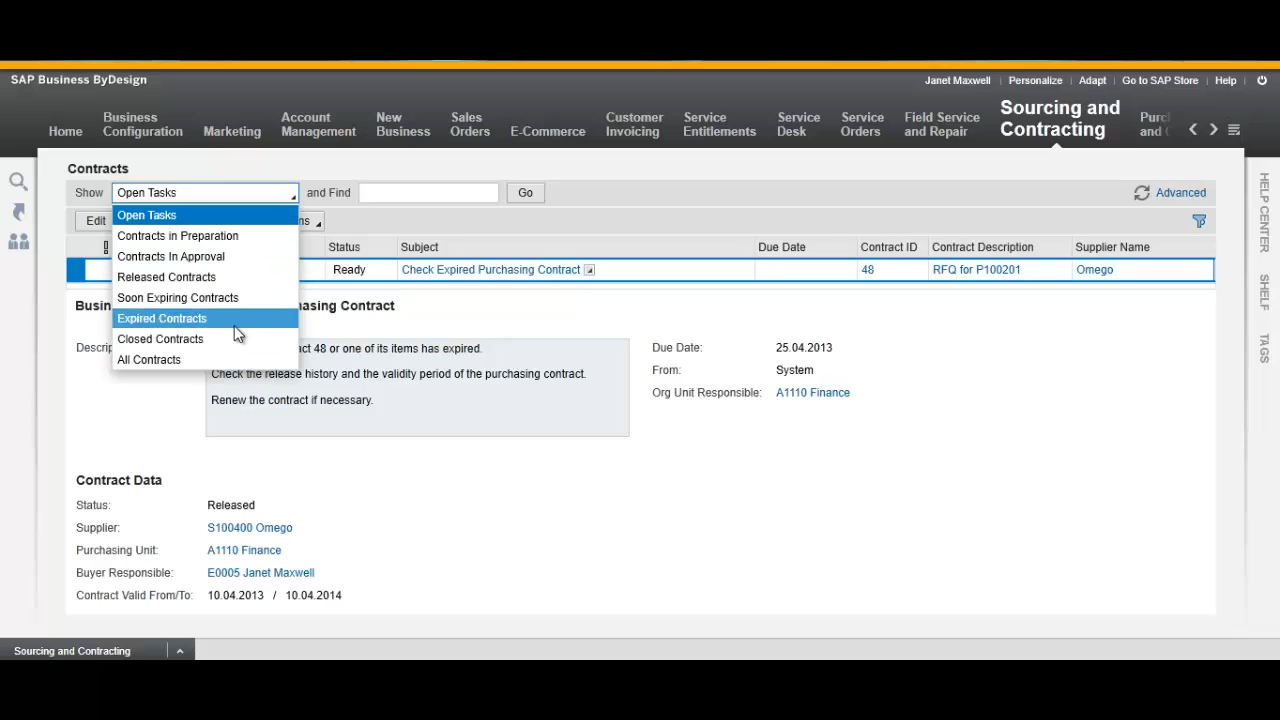 SAP Business ByDesign
Janet Maxwell | Personalize | Adapt | Go to SAP Store | Help
Home
Business Configuration
Marketing
Account Management
New Business
Sales Orders
E-Commerce
Customer Invoicing
Service Entitlements
Service Desk
Service Orders
Field Service and Repair
Sourcing and Contracting
Contracts
Show Open Tasks and Find Go Advanced
Edit
Open Tasks
Contracts in Preparation
Contracts In Approval
Released Contracts
Soon Expiring Contracts
Expired Contracts
Closed Contracts
All Contracts
Status Subject Due Date Contract ID Contract Description Supplier Name
Ready Check Expired Purchasing Contract 48 RFQ for P100201 Omego
Contract
48 or one of its items has expired.
Check the release history and the validity period of the purchasing contract.
Renew the contract if necessary.
Due Date: 25.04.2013
From: System
Org Unit Responsible: A1110 Finance
Contract Data
Status: Released
Supplier: S100400 Omego
Purchasing Unit: A1110 Finance
Buyer Responsible: E0005 Janet Maxwell
Contract Valid From/To: 10.04.2013 / 10.04.2014
HELP CENTER
SHELF
TAGS
Sourcing and Contracting